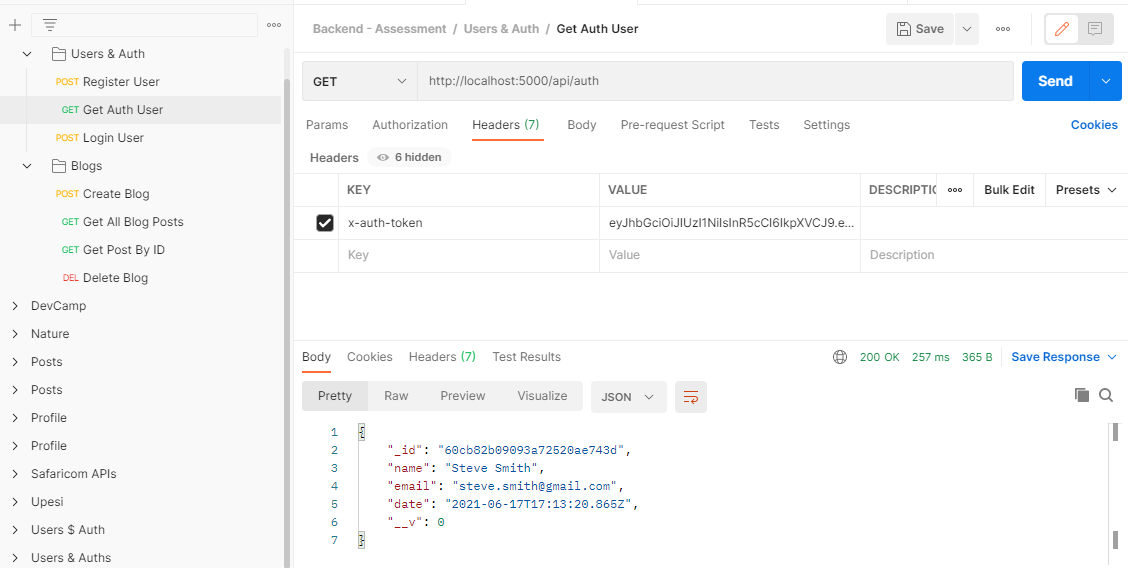 Users & Auth
POST Register User
GET Get Auth User
POST Login User
Blogs
POST Create Blog
GET Get All Blog Posts
GET Get Post By ID
DEL Delete Blog
DevCamp
Nature
Posts
Posts
Profile
Profile
Safaricom APIs
Upesi
Users $ Auth
Users & Auths
Backend - Assessment / Users & Auth / Get Auth User
Save
GET http://localhost:5000/api/auth Send
Params Authorization Headers (7) Body Pre-request Script Tests Settings Cookies
Headers 6 hidden
KEY VALUE DESCRIPTIO Bulk Edit Presets
x-auth-token eyJhbGciOiJIUzI1NiIsInR5cCI6IkpXVCJ9.e...
Key Value Description
Body Cookies Headers (7) Test Results 200 OK 257 ms 365 B Save Response
Pretty Raw Preview Visualize JSON
1 {
2 "_id": "60cb82b09093a72520ae743d",
3 "name": "Steve Smith",
4 "email": "steve.smith@gmail.com",
5 "date": "2021-06-17T17:13:20.865Z",
6 "__v": 0
7 }